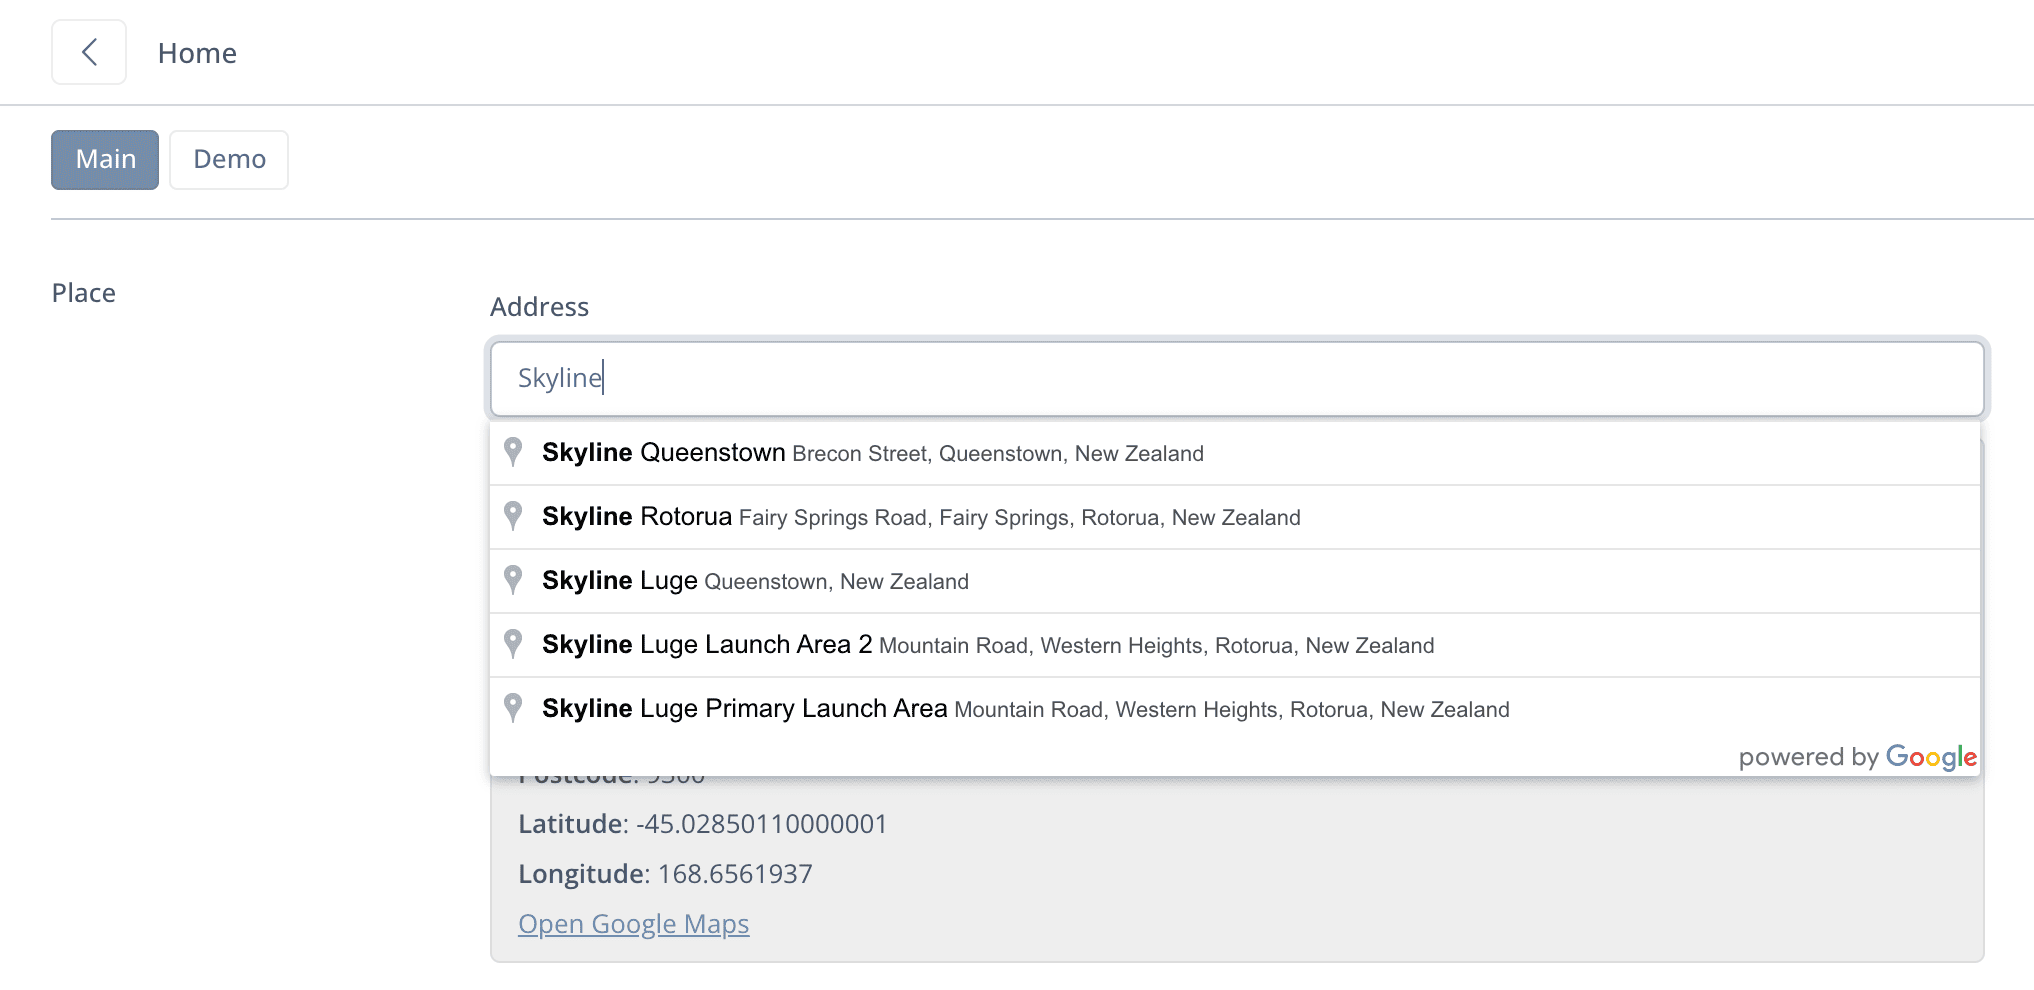 Home
Main Demo
Place
Address
Skyline
Skyline Queenstown Brecon Street, Queenstown, New Zealand
Skyline Rotorua Fairy Springs Road, Fairy Springs, Rotorua, New Zealand
Skyline Luge Queenstown, New Zealand
Skyline Luge Launch Area 2 Mountain Road, Western Heights, Rotorua, New Zealand
Skyline Luge Primary Launch Area Mountain Road, Western Heights, Rotorua, New Zealand
powered by Google
Postcode: 9300
Latitude: -45.02850110000001
Longitude: 168.6561937
Open Google Maps